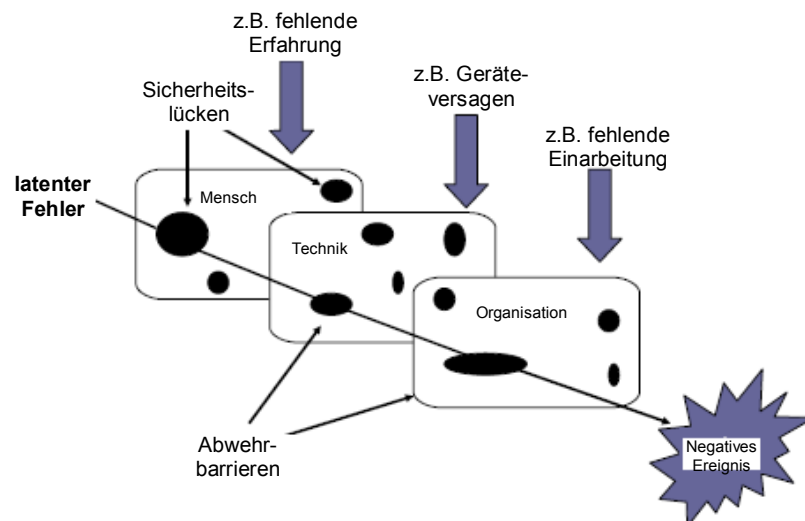 z.B. fehlende
Erfahrung
z.B. Geräte-
versagen
Sicherheits-
lücken
z.B. fehlende
Einarbeitung
latenter
Fehler
Mensch
Technik
Organisation
Abwehr-
barrieren
Negatives
Ereignis